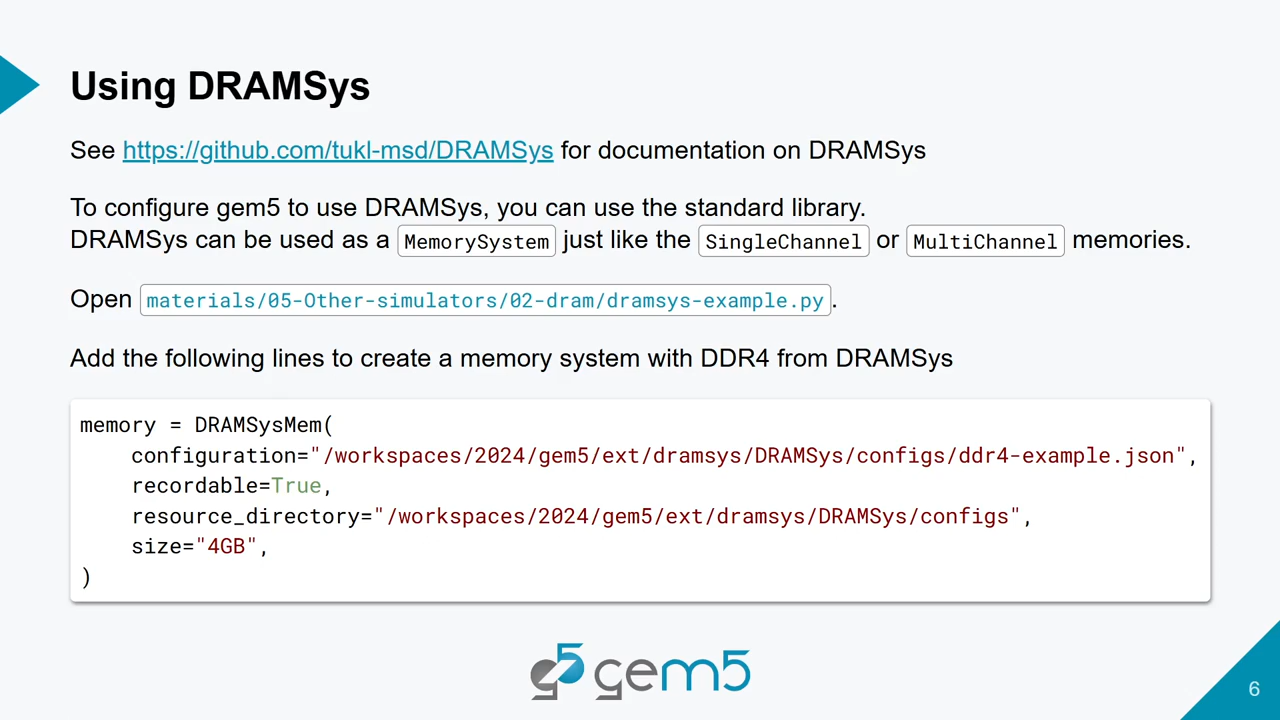 Using DRAMSys
See https://github.com/tukl-msd/DRAMSys for documentation on DRAMSys
To configure gem5 to use DRAMSys, you can use the standard library.
DRAMSys can be used as a MemorySystem just like the SingleChannel or MultiChannel memories.
Open materials/05-Other-simulators/02-dram/dramsys-example.py.
Add the following lines to create a memory system with DDR4 from DRAMSys
memory = DRAMSysMem(
    configuration="/workspaces/2024/gem5/ext/dramsys/DRAMSys/configs/ddr4-example.json",
    recordable=True,
    resource_directory="/workspaces/2024/gem5/ext/dramsys/DRAMSys/configs",
    size="4GB",
)
g5 gem5
6